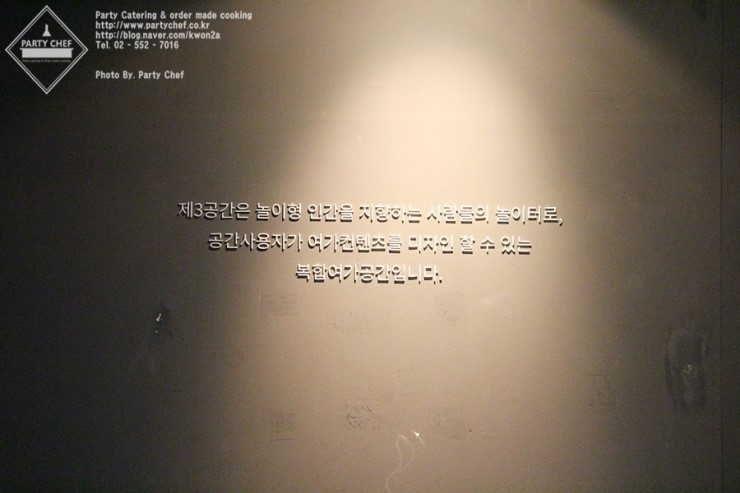 Party Catering & order made cooking
http://www.partychef.co.kr
http://blog.naver.com/kwon2a
Tel. 02 - 552 - 7016
Photo By. Party Chef
PARTY CHEF
제3공간은 놀이형 인간을 지향하는 사람들의 놀이터로,
공간사용자가 여가컨텐츠를 디자인 할 수 있는
복합여가공간입니다.